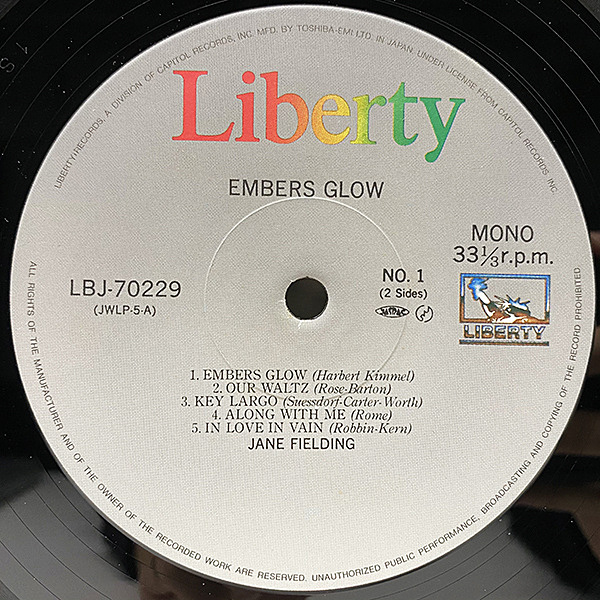 LIBERTY/RECORDS, A DIVISION OF CAPITOL RECORDS, INC. MFD. BY TOSHIBA-EMI LTD. IN JAPAN. UNDER LICENSE FROM CAPITOL RECORDS, INC.
Liberty
EMBERS GLOW
MONO
33⅓r.p.m.
LBJ-70229
(JWLP-5-A)
NO. 1
(2 Sides)
LIBERTY
1. EMBERS GLOW (Harbert Kimmel)
2. OUR WALTZ (Rose-Barton)
3. KEY LARGO (Suessdorf-Carter-Worth)
4. ALONG WITH ME (Rome)
5. IN LOVE IN VAIN (Robbin-Kern)
JANE FIELDING
ALL RIGHTS OF THE MANUFACTURER AND OF THE OWNER OF THE RECORDED WORK ARE RESERVED. UNAUTHORIZED PUBLIC PERFORMANCE, BROADCASTING AND COPYING OF THE RECORD PROHIBITED.